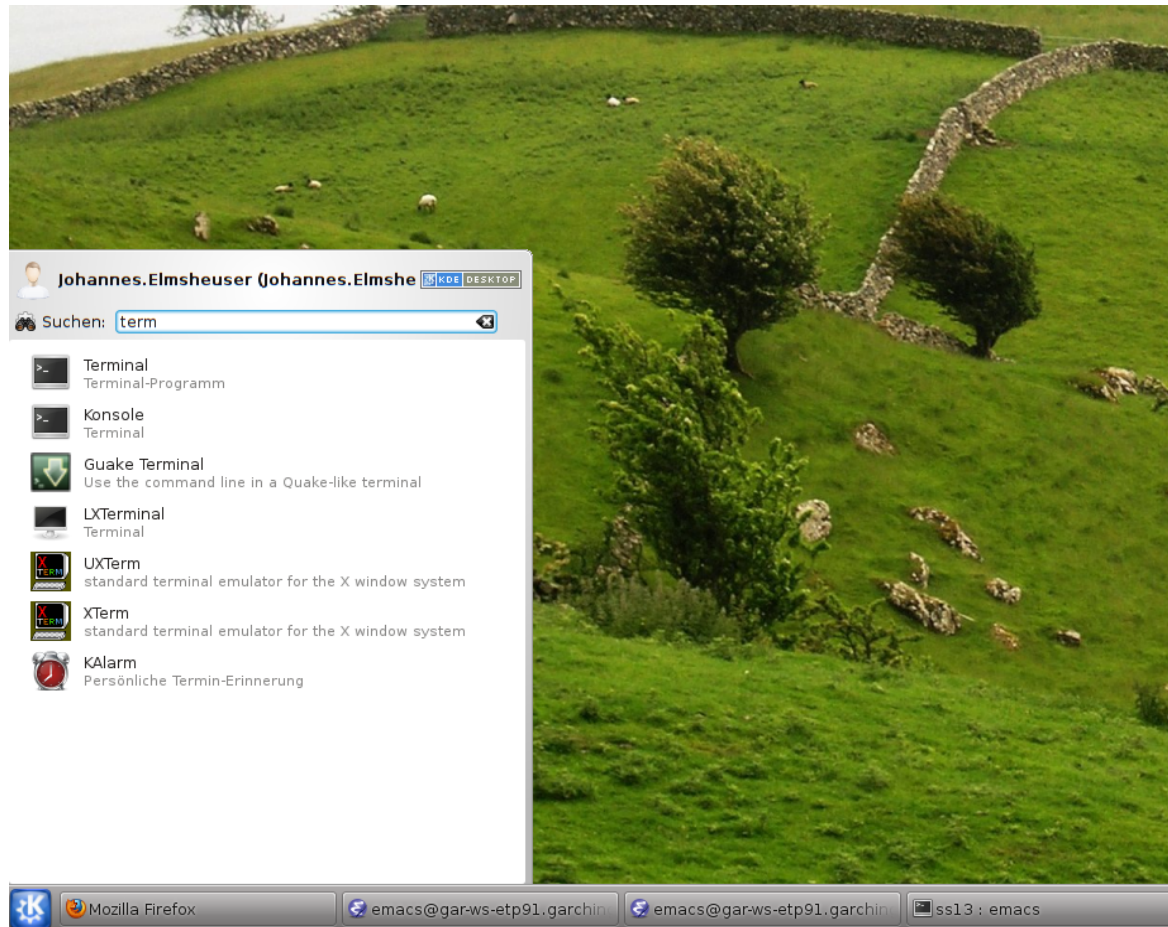 Johannes.Elmsheuser (Johannes.Elmshe KDE DESKTOP
Suchen: term
Terminal
Terminal-Programm
Konsole
Terminal
Guake Terminal
Use the command line in a Quake-like terminal
LXTerminal
Terminal
UXTerm
standard terminal emulator for the X window system
XTerm
standard terminal emulator for the X window system
KAlarm
Persönliche Termin-Erinnerung
Mozilla Firefox emacs@gar-ws-etp91.garching emacs@gar-ws-etp91.garching ss13 : emacs